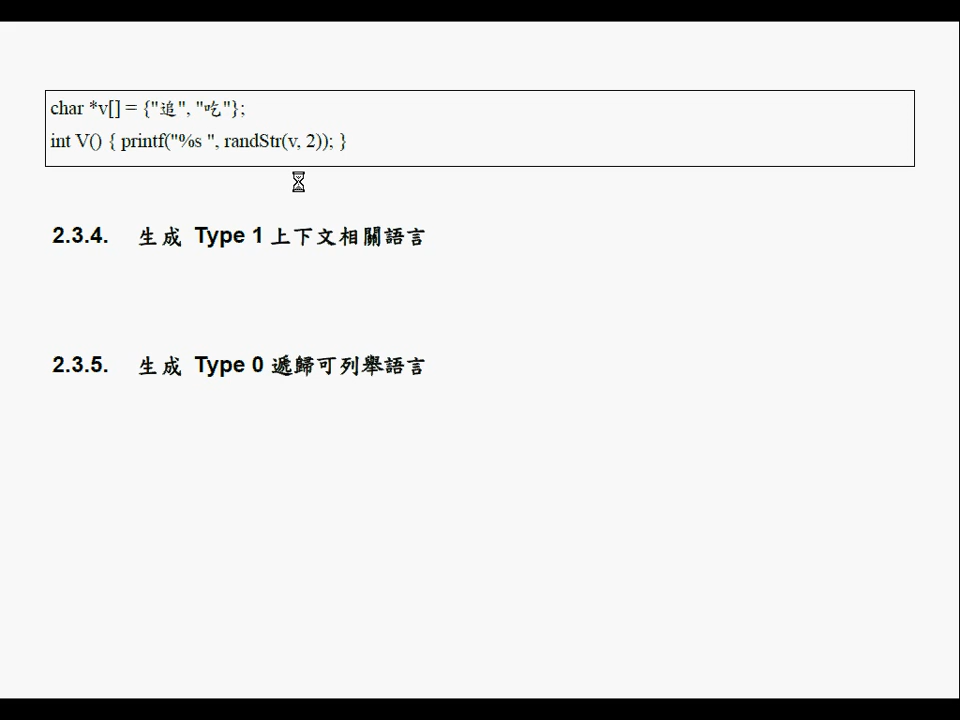 char *v[] = {"追", "吃"};
int V() { printf("%s ", randStr(v, 2)); }
2.3.4. 生成 Type 1 上下文相關語言
2.3.5. 生成 Type 0 遞歸可列舉語言